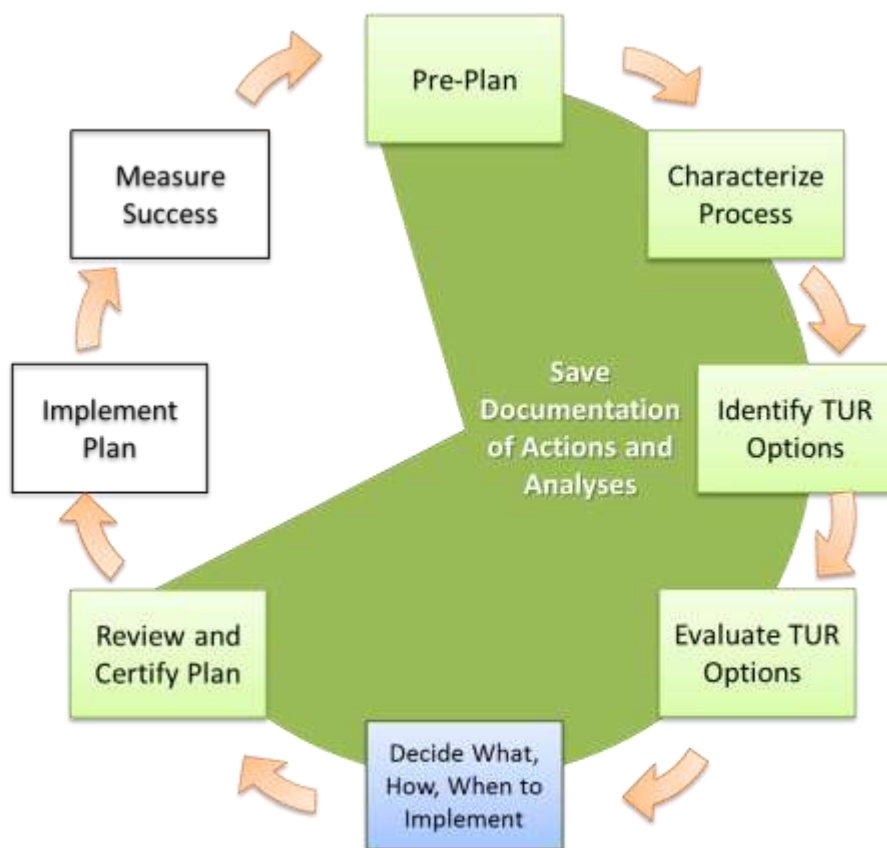 Pre-Plan
Characterize
Process
Identify TUR
Options
Evaluate TUR
Options
Decide What,
How, When to
Implement
Review and
Certify Plan
Implement
Plan
Measure
Success
Save
Documentation
of Actions and
Analyses